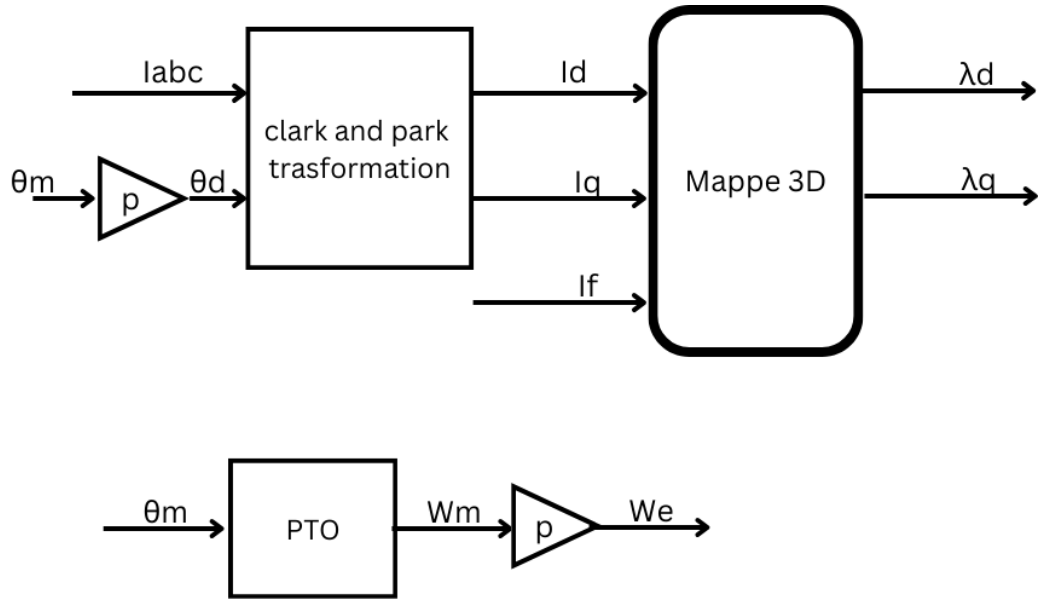 Iabc
Id
λd
clark and park
trasformation
θm
p
θd
Iq
Mappe 3D
λq
If
θm
PTO
Wm
p
We